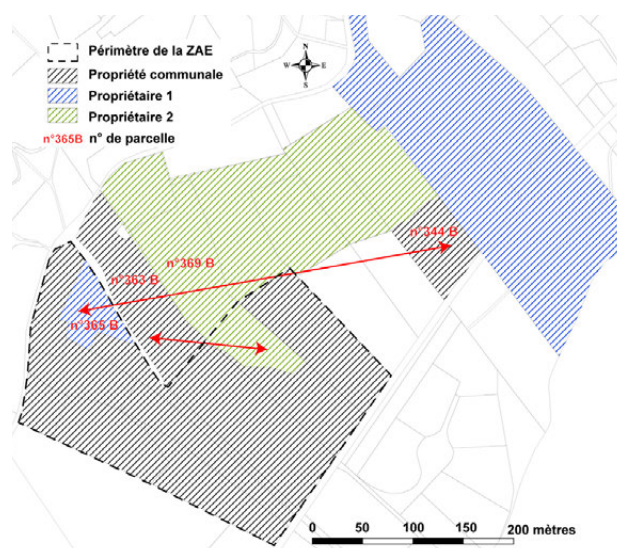 Périmètre de la ZAE
Propriété communale
Propriétaire 1
Propriétaire 2
n°365B n° de parcelle
N
W E
S
n°344 B
n°369 B
n°363 B
n°365 B
0 50 100 150 200 mètres